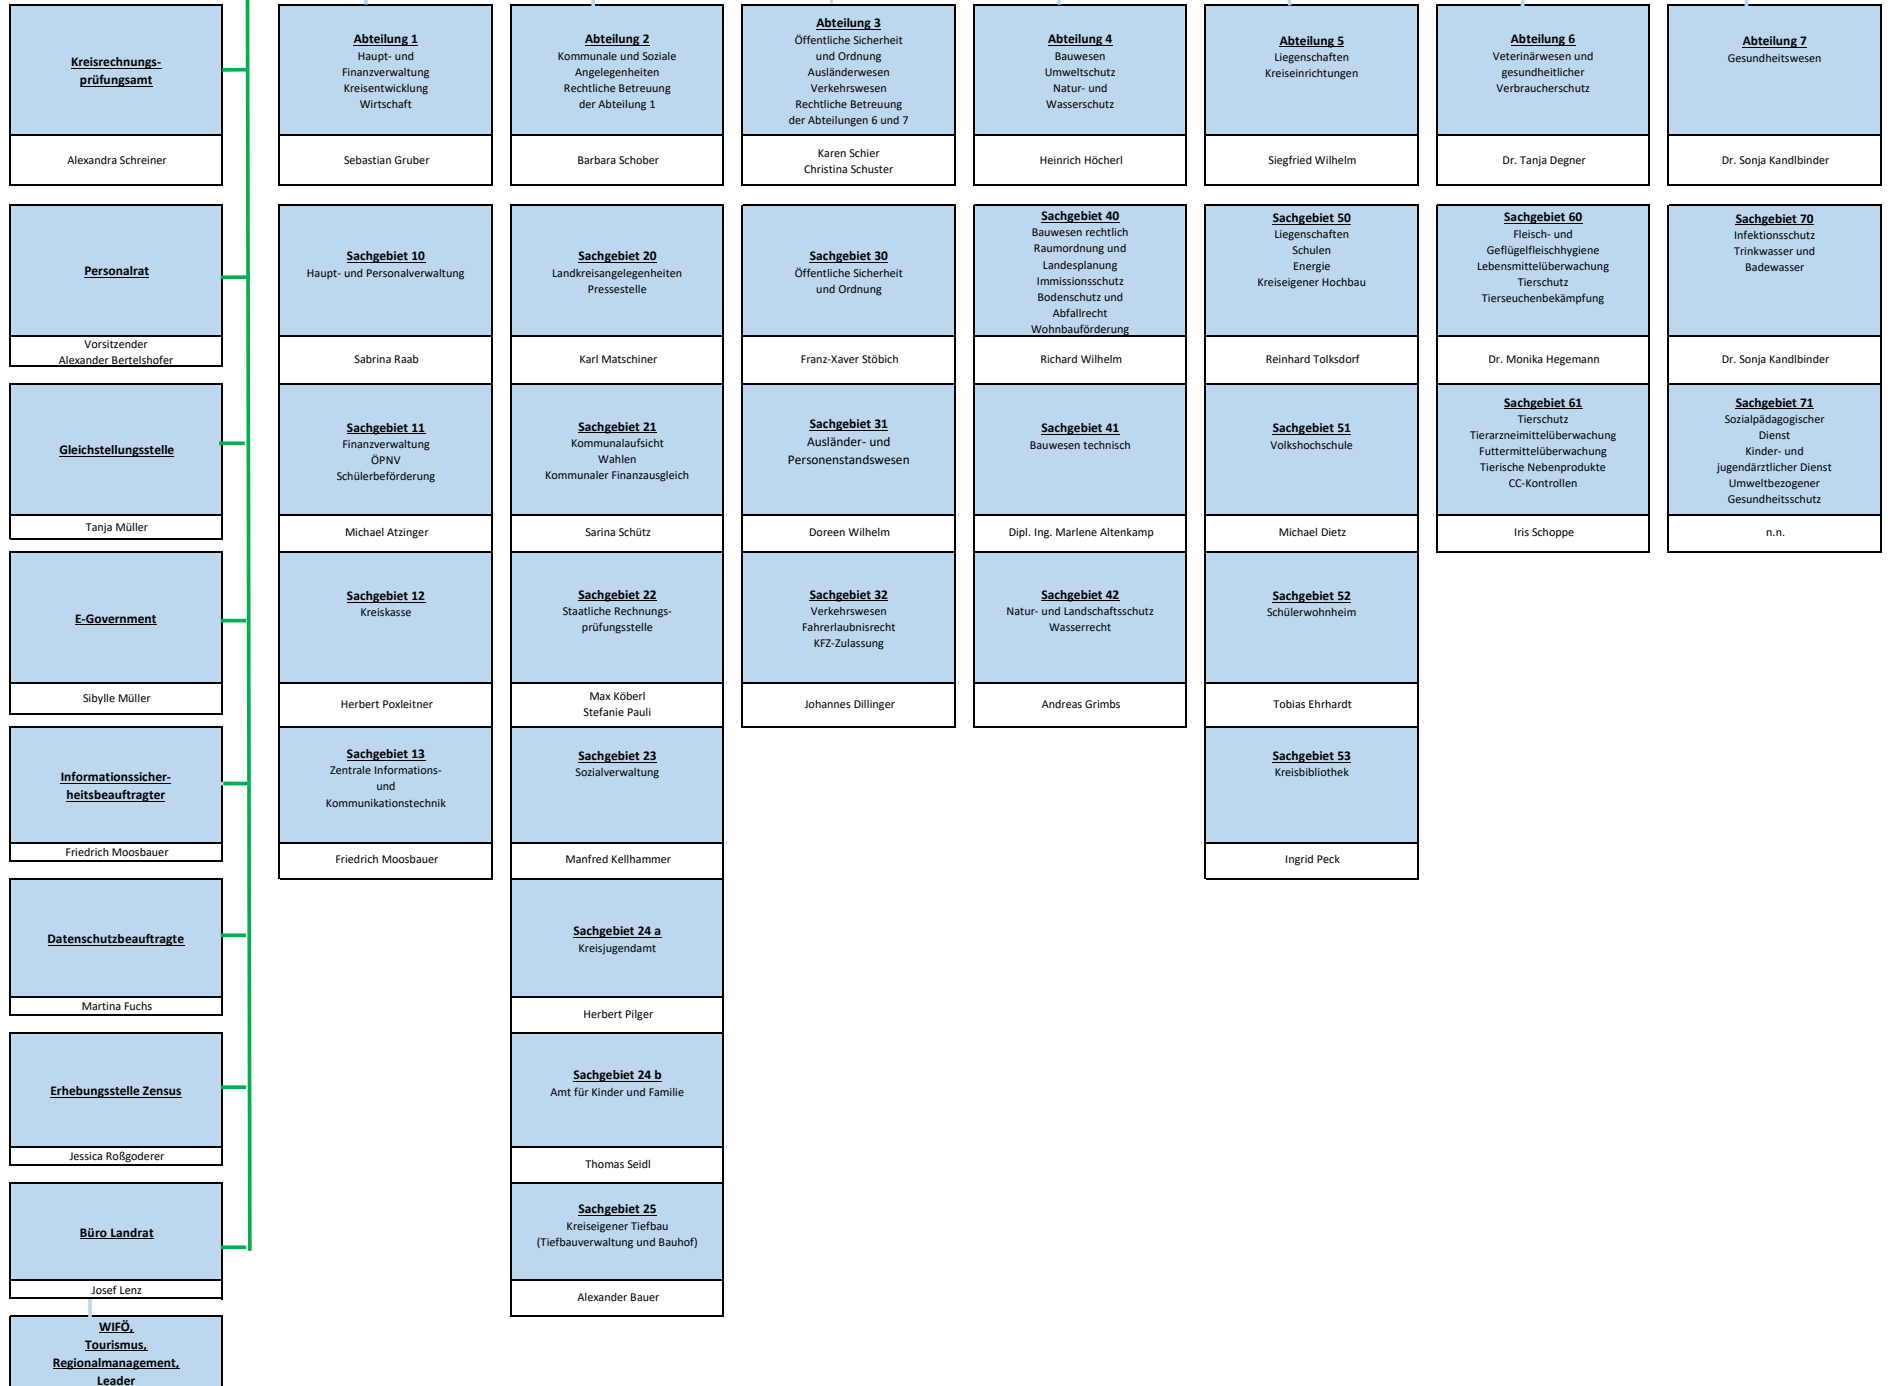 Kreisrechnungs-
prüfungsamt
Alexandra Schreiner
Personalrat
Vorsitzender
Alexander Bertelshofer
Gleichstellungsstelle
Tanja Müller
E-Government
Sibylle Müller
Informationssicher-
heitsbeauftragter
Friedrich Moosbauer
Datenschutzbeauftragte
Martina Fuchs
Erhebungsstelle Zensus
Jessica Roßgoderer
Büro Landrat
Josef Lenz
WIFÖ,
Tourismus,
Regionalmanagement,
Leader
Abteilung 1
Haupt- und
Finanzverwaltung
Kreisentwicklung
Wirtschaft
Sebastian Gruber
Sachgebiet 10
Haupt- und Personalverwaltung
Sabrina Raab
Sachgebiet 11
Finanzverwaltung
ÖPNV
Schülerbeförderung
Michael Atzinger
Sachgebiet 12
Kreiskasse
Herbert Poxleitner
Sachgebiet 13
Zentrale Informations-
und
Kommunikationstechnik
Friedrich Moosbauer
Abteilung 2
Kommunale und Soziale
Angelegenheiten
Rechtliche Betreuung
der Abteilung 1
Barbara Schober
Sachgebiet 20
Landkreisangelegenheiten
Pressestelle
Karl Matschiner
Sachgebiet 21
Kommunalaufsicht
Wahlen
Kommunaler Finanzausgleich
Sarina Schütz
Sachgebiet 22
Staatliche Rechnungs-
prüfungsstelle
Max Köberl
Stefanie Pauli
Sachgebiet 23
Sozialverwaltung
Manfred Kellhammer
Sachgebiet 24 a
Kreisjugendamt
Herbert Pilger
Sachgebiet 24 b
Amt für Kinder und Familie
Thomas Seidl
Sachgebiet 25
Kreiseigener Tiefbau
(Tiefbauverwaltung und Bauhof)
Alexander Bauer
Abteilung 3
Öffentliche Sicherheit
und Ordnung
Ausländerwesen
Verkehrswesen
Rechtliche Betreuung
der Abteilungen 6 und 7
Karen Schier
Christina Schuster
Sachgebiet 30
Öffentliche Sicherheit
und Ordnung
Franz-Xaver Stöbich
Sachgebiet 31
Ausländer- und
Personenstandswesen
Doreen Wilhelm
Sachgebiet 32
Verkehrswesen
Fahrerlaubnisrecht
KFZ-Zulassung
Johannes Dillinger
Abteilung 4
Bauwesen
Umweltschutz
Natur- und
Wasserschutz
Heinrich Höcherl
Sachgebiet 40
Bauwesen rechtlich
Raumordnung und
Landesplanung
Immissionsschutz
Bodenschutz und
Abfallrecht
Wohnbauförderung
Richard Wilhelm
Sachgebiet 41
Bauwesen technisch
Dipl. Ing. Marlene Altenkamp
Sachgebiet 42
Natur- und Landschaftsschutz
Wasserrecht
Andreas Grimbs
Abteilung 5
Liegenschaften
Kreiseinrichtungen
Siegfried Wilhelm
Sachgebiet 50
Liegenschaften
Schulen
Energie
Kreiseigener Hochbau
Reinhard Tolksdorf
Sachgebiet 51
Volkshochschule
Michael Dietz
Sachgebiet 52
Schülerwohnheim
Tobias Ehrhardt
Sachgebiet 53
Kreisbibliothek
Ingrid Peck
Abteilung 6
Veterinärwesen und
gesundheitlicher
Verbraucherschutz
Dr. Tanja Degner
Sachgebiet 60
Fleisch- und
Geflügelfleischhygiene
Lebensmittelüberwachung
Tierschutz
Tierseuchenbekämpfung
Dr. Monika Hegemann
Sachgebiet 61
Tierschutz
Tierarzneimittelüberwachung
Futtermittelüberwachung
Tierische Nebenprodukte
CC-Kontrollen
Iris Schoppe
Abteilung 7
Gesundheitswesen
Dr. Sonja Kandlbinder
Sachgebiet 70
Infektionsschutz
Trinkwasser und
Badewasser
Dr. Sonja Kandlbinder
Sachgebiet 71
Sozialpädagogischer
Dienst
Kinder- und
jugendärztlicher Dienst
Umweltbezogener
Gesundheitsschutz
n.n.